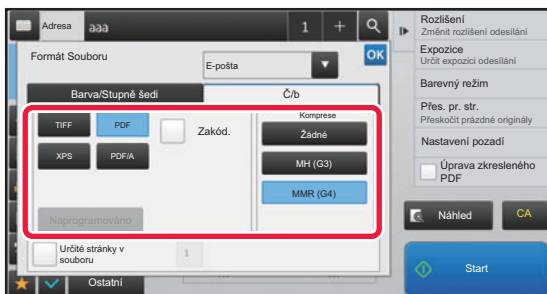 Adresa aaa 1 +
Formát Souboru
E-pošta
OK
Barva/Stupně šedi
Č/b
TIFF
PDF
Zakód.
XPS
PDF/A
Naprogramováno
Komprese
Žádné
MH (G3)
MMR (G4)
Určité stránky v
souboru
1
Ostatní
Rozlišení
Změnit rozlišení odesílání
Expozice
Určit expozici odesílání
Barevný režim
Přes. pr. str.
Přeskočit prázdné originály
Nastavení pozadí
Úprava zkresleného
PDF
Náhled
CA
Start